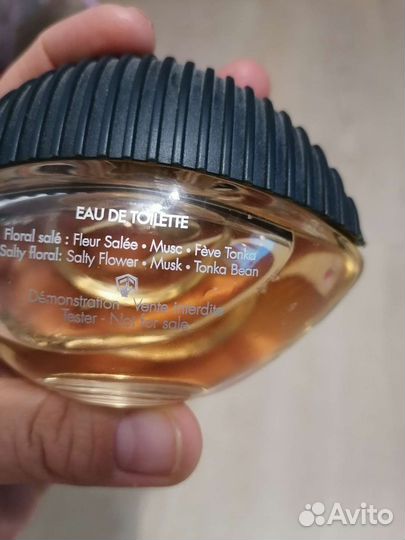 EAU DE TOILETTE
Floral salé : Fleur Salée • Musc • Fève Tonka
Salty floral: Salty Flower • Musk • Tonka Bean
Démonstration - Vente interdite
Tester - Not for sale
Avito